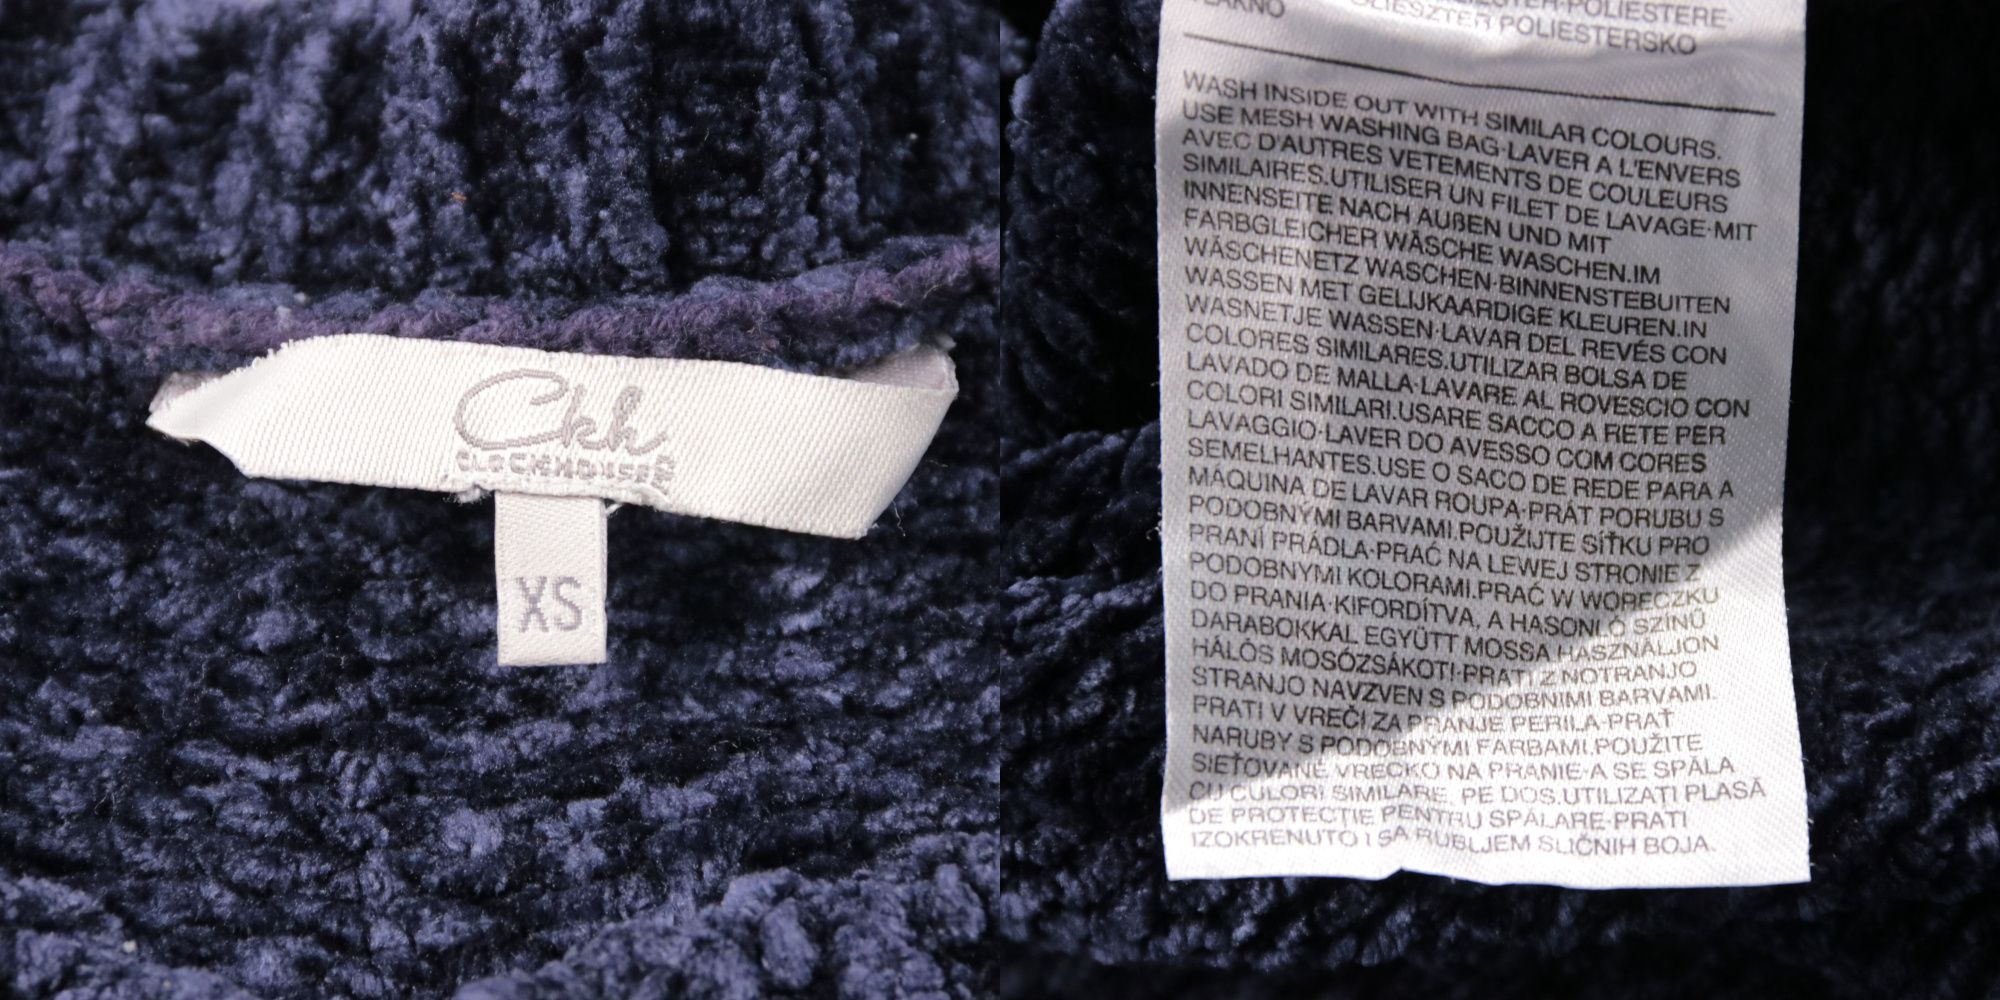 Ckh
CLOCKHOUSE
XS
POLIESTERE-
POLIESZTER POLIESTERSKO
WASH INSIDE OUT WITH SIMILAR COLOURS.
USE MESH WASHING BAG·LAVER A L'ENVERS
AVEC D'AUTRES VETEMENTS DE COULEURS
SIMILAIRES.UTILISER UN FILET DE LAVAGE·MIT
INNENSEITE NACH AUßEN UND MIT
FARBGLEICHER WÄSCHE WASCHEN.IM
WÄSCHENETZ WASCHEN·BINNENSTEBUITEN
WASSEN MET GELIJKAARDIGE KLEUREN.IN
WASNETJE WASSEN·LAVAR DEL REVÉS CON
COLORES SIMILARES.UTILIZAR BOLSA DE
LAVADO DE MALLA·LAVARE AL ROVESCIO CON
COLORI SIMILARI.USARE SACCO A RETE PER
LAVAGGIO·LAVER DO AVESSO COM CORES
SEMELHANTES.USE O SACO DE REDE PARA A
MÁQUINA DE LAVAR ROUPA·PRÁT PORUBU S
PODOBNÝMI BARVAMI.POUŽIJTE SÍŤKU PRO
PRANÍ PRÁDLA·PRAĆ NA LEWEJ STRONIE Z
PODOBNYMI KOLORAMI.PRAĆ W WORECZKU
DO PRANIA·KIFORDÍTVA, A HASONLÓ SZÍNŰ
DARABOKKAL EGYÜTT MOSSA HASZNÁLJON
HÁLÓS MOSÓZSÁKOT!·PRATI Z NOTRANJO
STRANJO NAVZVEN S PODOBNIMI BARVAMI.
PRATI V VREČI ZA PRANJE PERILA·PRAŤ
NARUBY S PODOBNÝMI FARBAMI.POUŽITE
SIEŤOVANÉ VRECKO NA PRANIE·A SE SPĂLA
CU CULORI SIMILARE, PE DOS.UTILIZAȚI PLASĂ
DE PROTECȚIE PENTRU SPĂLARE·PRATI
IZOKRENUTO I SA RUBLJEM SLIČNIH BOJA.